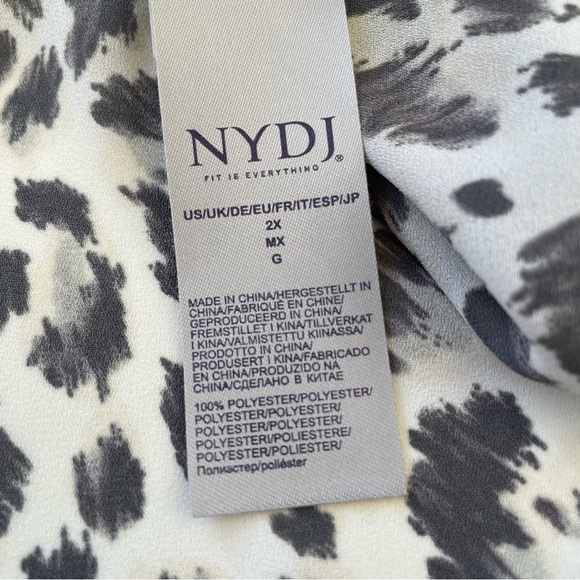 NYDJ®
FIT IS EVERYTHING
US/UK/DE/EU/FR/IT/ESP/JP
2X
MX
G
MADE IN CHINA/HERGESTELLT IN
CHINA/FABRIQUÉ EN CHINE/
GEPRODUCEERD IN CHINA/
FREMSTILLET I KINA/TILLVERKAT
I KINA/VALMISTETTU KIINASSA/
PRODOTTO IN CHINA/
PRODUSERT I KINA/FABRICADO
EN CHINA/PRODUZIDO NA
CHINA/СДЕЛАНО В КИТАЕ
100% POLYESTER/POLYESTER/
POLYESTER/POLYESTER/
POLYESTER/POLYESTER/
POLYESTER/POLIESTERE/
POLYESTER/POLIÉSTER/
Полиэстер/poliéster